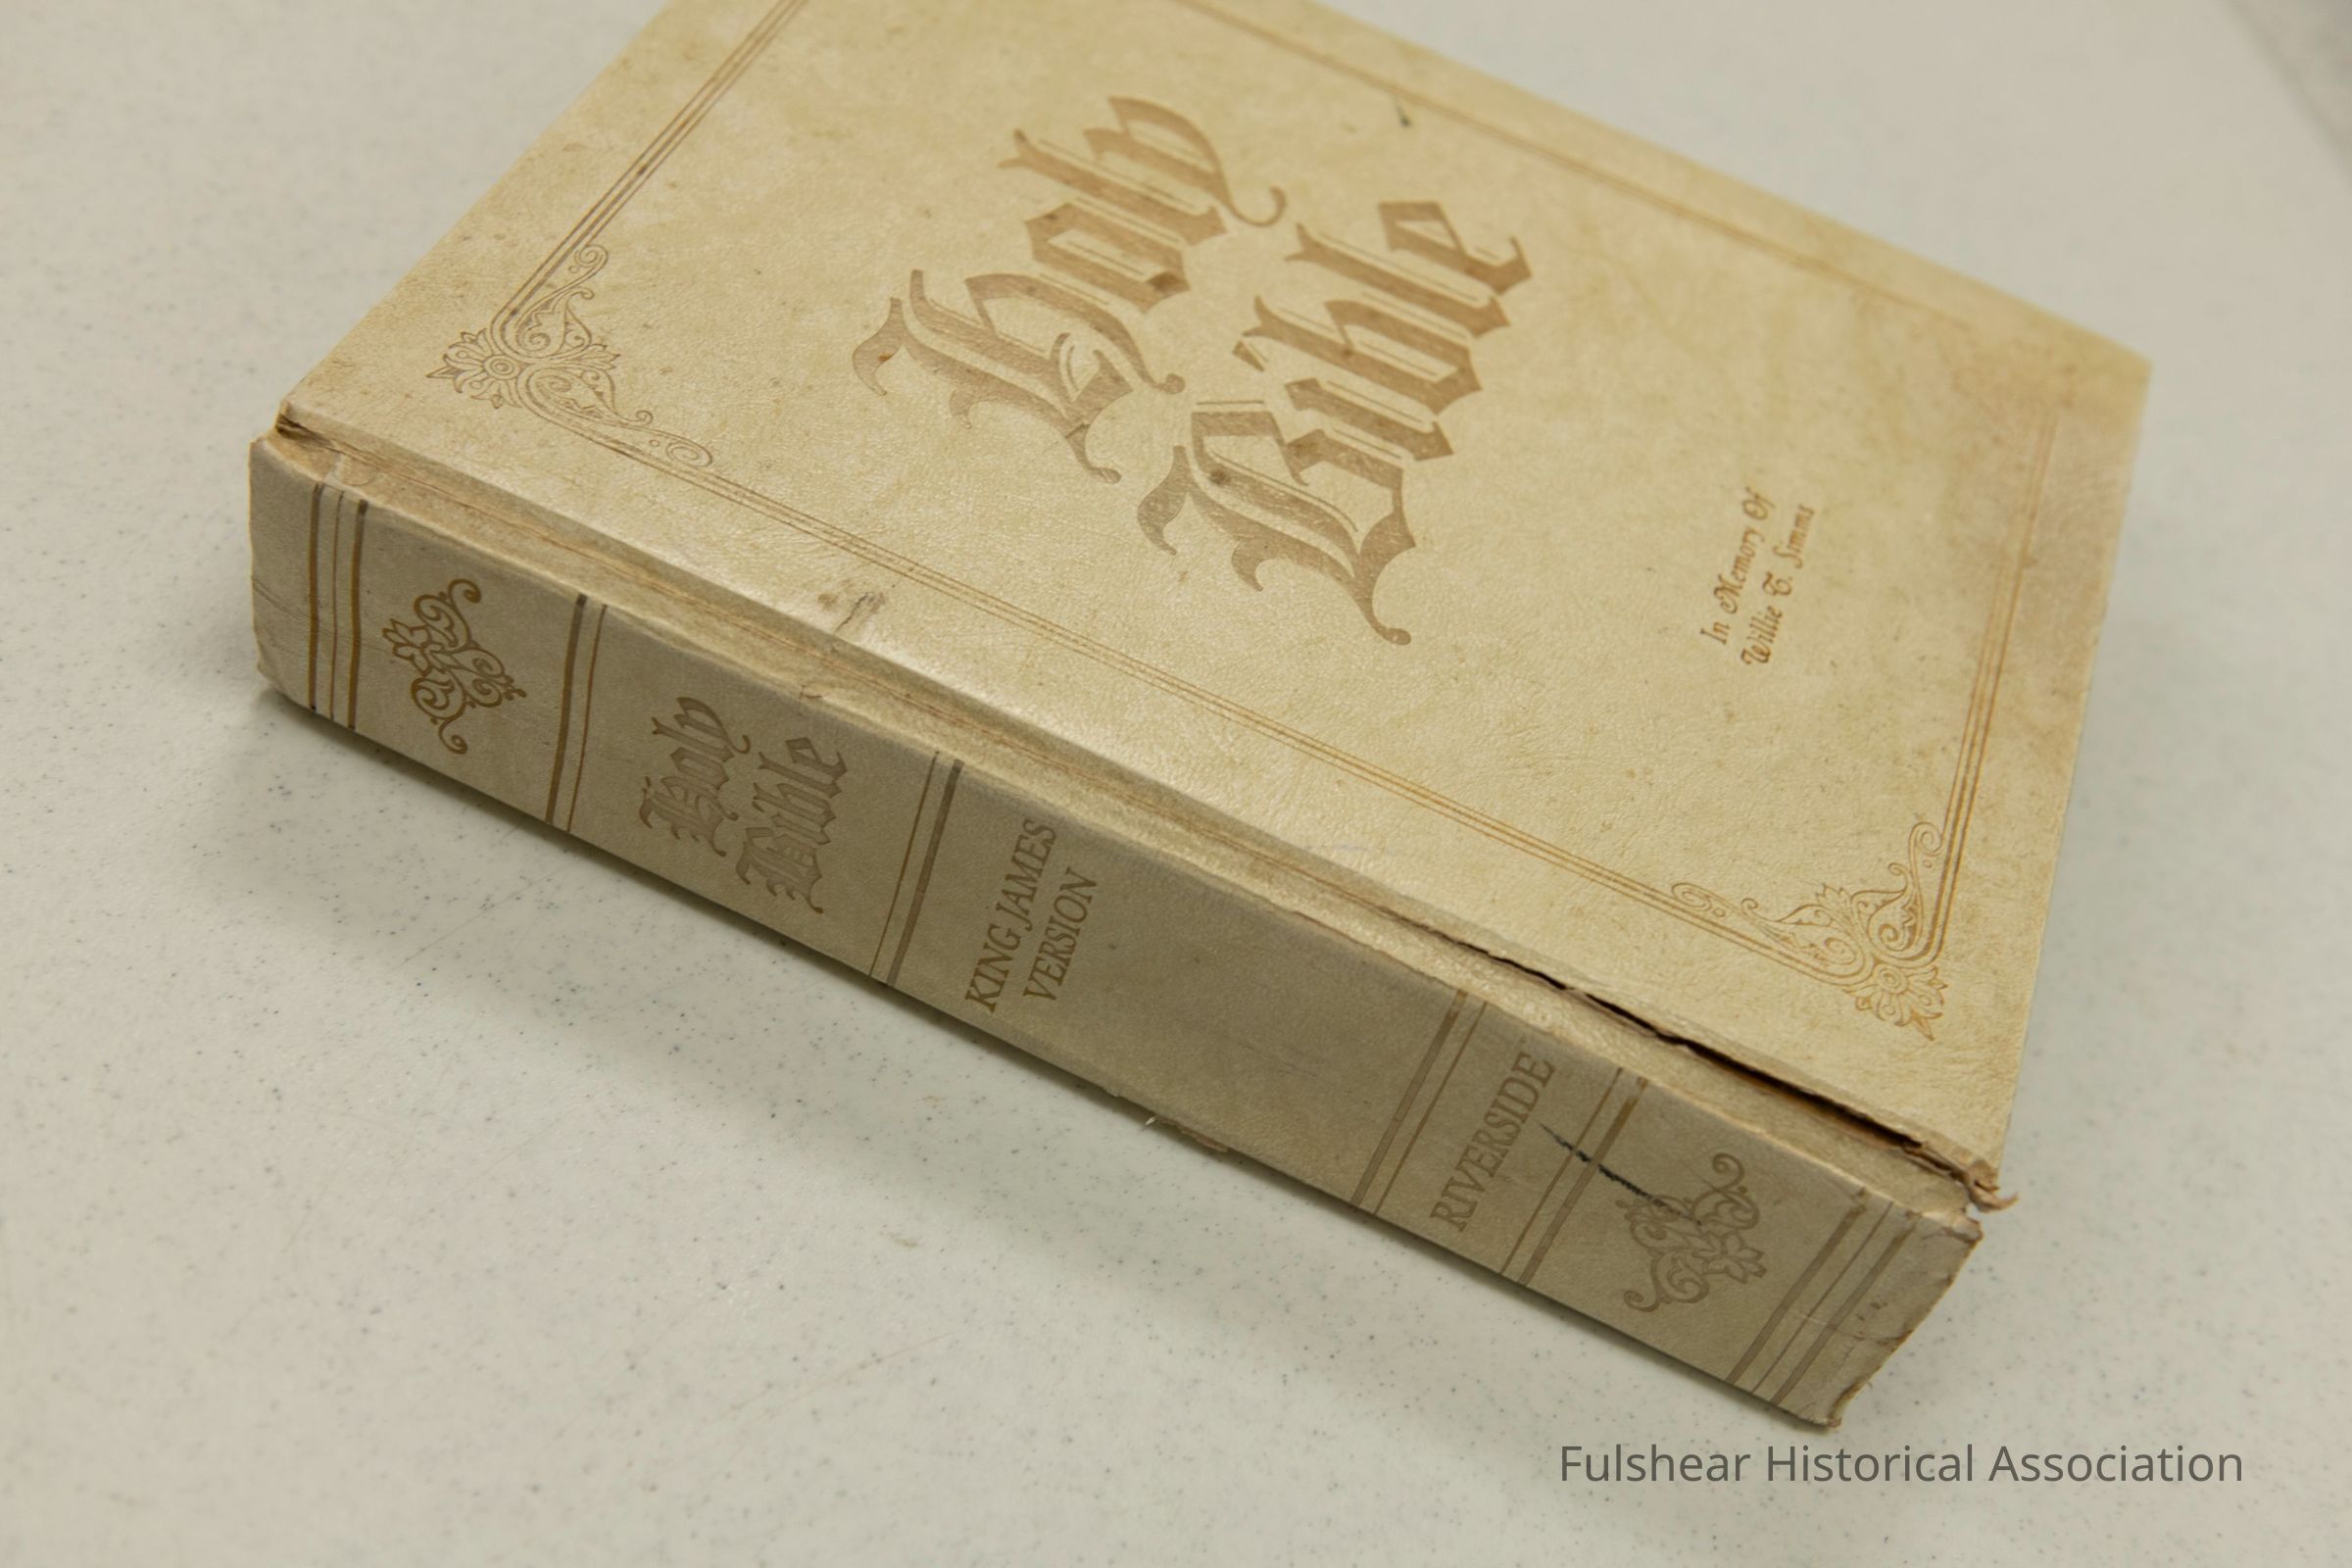 Holy
Bible
In Memory Of
Willie T. Simms
Holy
Bible
KING JAMES
VERSION
RIVERSIDE
Fulshear Historical Association